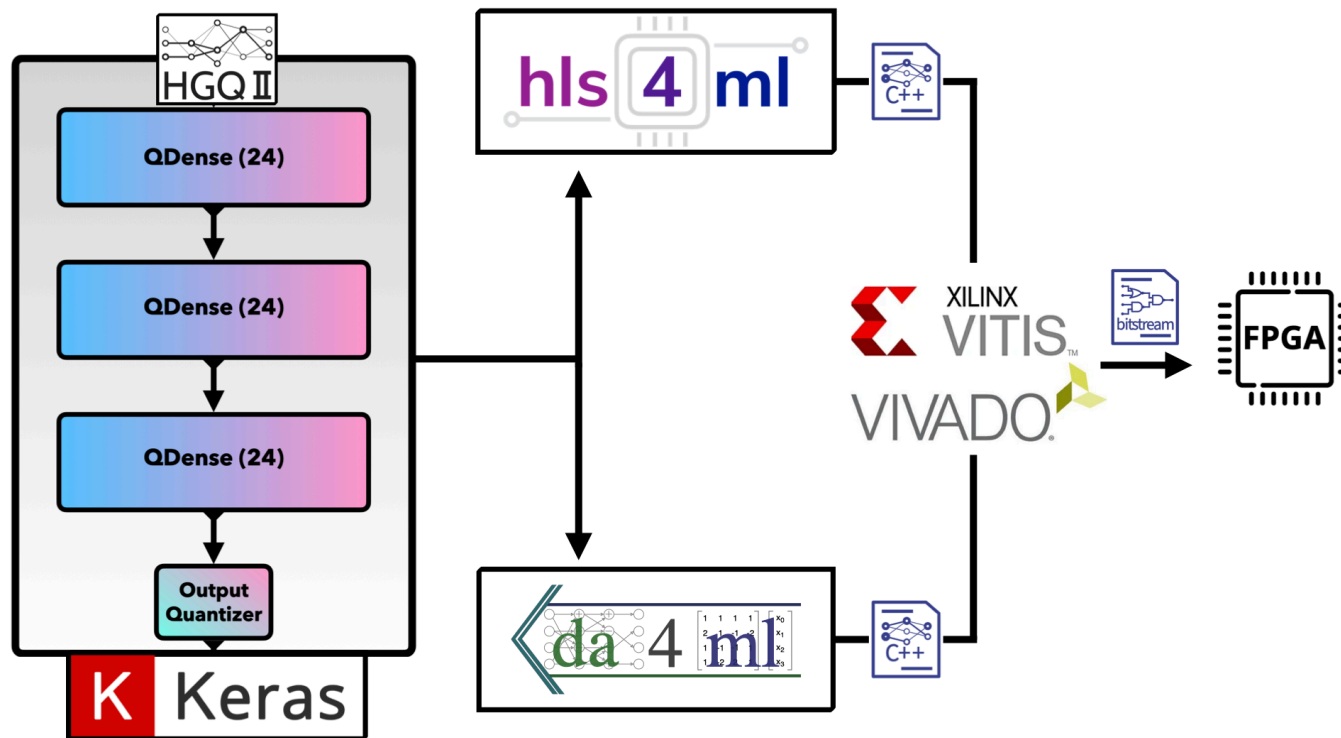 HGQ II
QDense (24)
QDense (24)
QDense (24)
Output
Quantizer
K Keras
hls 4 ml
C++
da 4 ml
C++
XILINX
VITIS™
VIVADO®
bitstream
FPGA